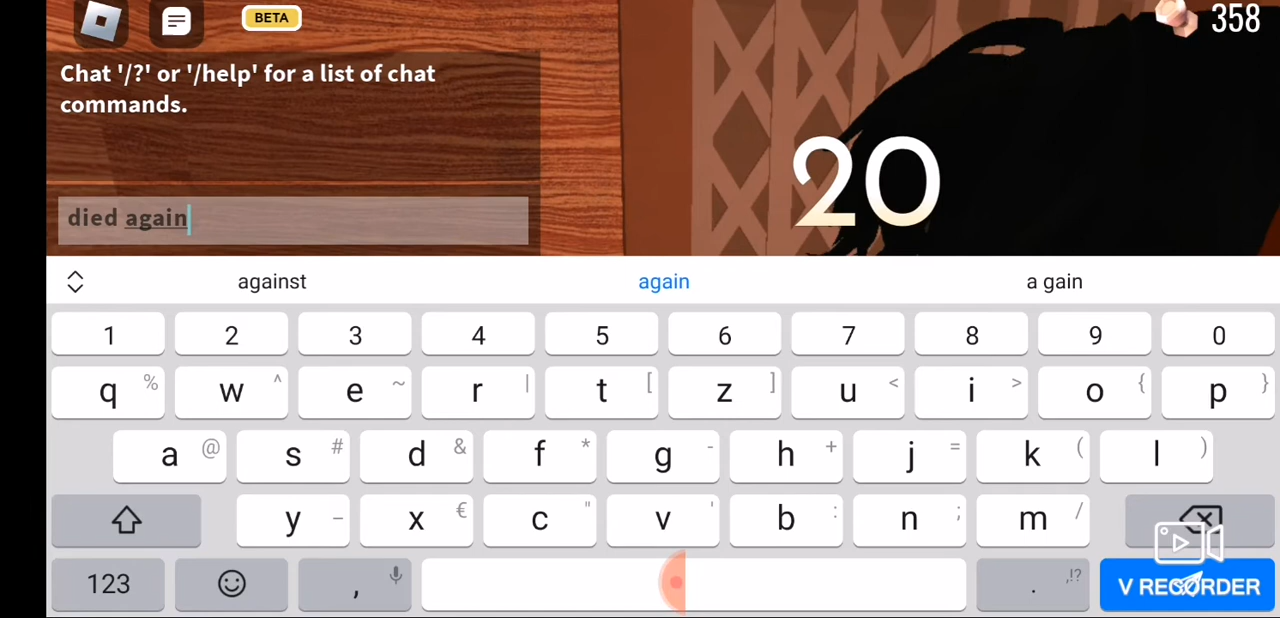 BETA
358
Chat '/?' or '/help' for a list of chat
commands.
20
died again
against again a gain
1 2 3 4 5 6 7 8 9 0
q % w ^ e ~ r | t [ z ] u < i > o { p }
a @ s # d & f * g - h + j = k ( l )
y _ x € c " v ' b : n ; m /
123 , . ,!?
V RECORDER